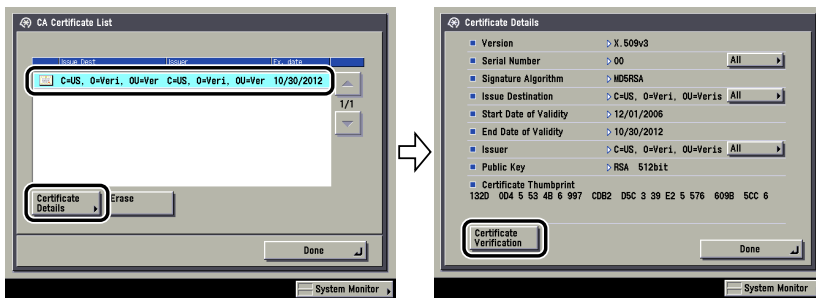 CA Certificate List
Issue Dest. Issuer Ex. date
C=US, O=Veri, OU=Ver C=US, O=Veri, OU=Ver 10/30/2012
1/1
Certificate Details
Erase
Done
System Monitor
Certificate Details
Version X.509v3
Serial Number 00 All
Signature Algorithm MD5RSA
Issue Destination C=US, O=Veri, OU=Veris All
Start Date of Validity 12/01/2006
End Date of Validity 10/30/2012
Issuer C=US, O=Veri, OU=Veris All
Public Key RSA 512bit
Certificate Thumbprint
132D 0D4 5 53 4B 6 997 CDB2 D5C 3 39 E2 5 576 609B 5CC 6
Certificate Verification
Done
System Monitor